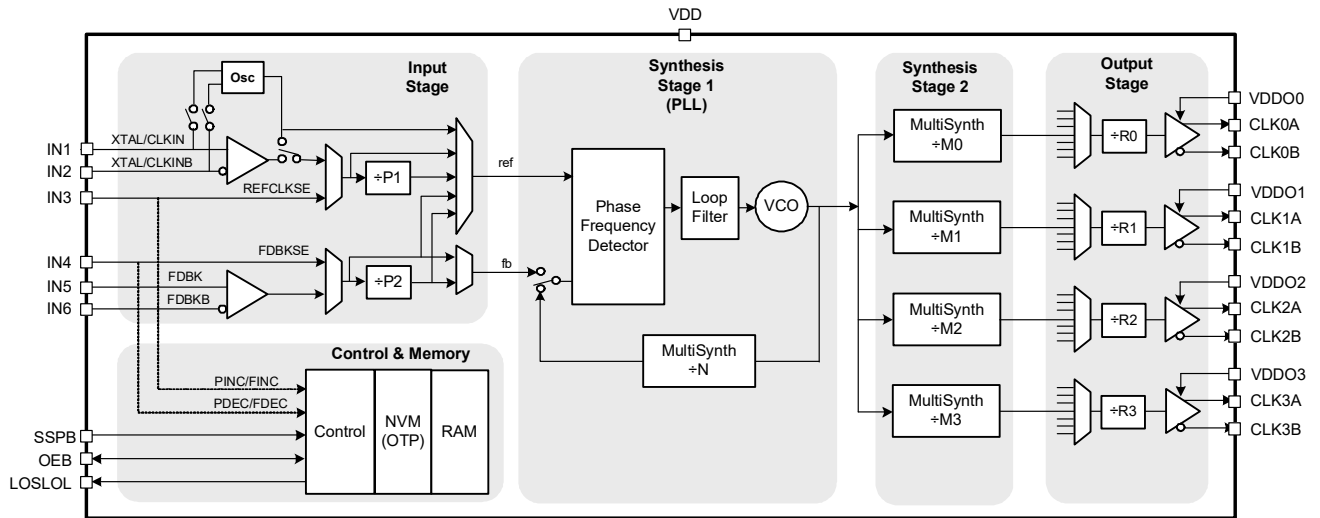 VDD
Input
Stage
Osc
XTAL/CLKIN
XTAL/CLKINB
REFCLKSE
÷P1
FDBKSE
FDBK
FDBKB
÷P2
ref
fb
IN1
IN2
IN3
IN4
IN5
IN6
Synthesis
Stage 1
(PLL)
Phase
Frequency
Detector
Loop
Filter
VCO
MultiSynth
÷N
Synthesis
Stage 2
MultiSynth
÷M0
MultiSynth
÷M1
MultiSynth
÷M2
MultiSynth
÷M3
Output
Stage
÷R0
÷R1
÷R2
÷R3
VDDO0
CLK0A
CLK0B
VDDO1
CLK1A
CLK1B
VDDO2
CLK2A
CLK2B
VDDO3
CLK3A
CLK3B
Control & Memory
PINC/FINC
PDEC/FDEC
Control
NVM
(OTP)
RAM
SSPB
OEB
LOSLOL